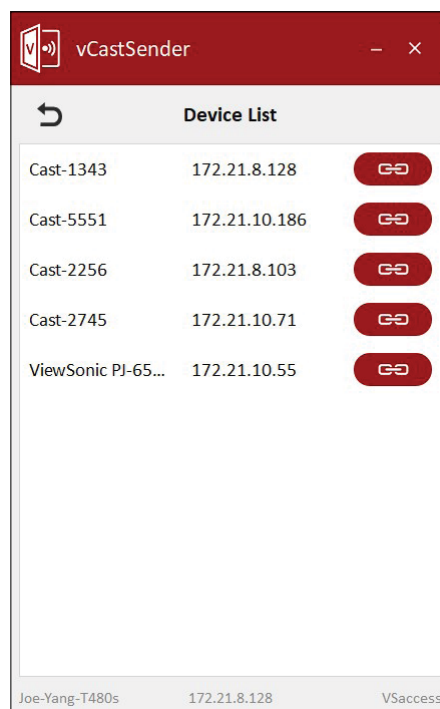 V vCastSender
Device List
Cast-1343 172.21.8.128
Cast-5551 172.21.10.186
Cast-2256 172.21.8.103
Cast-2745 172.21.10.71
ViewSonic PJ-65... 172.21.10.55
Joe-Yang-T480s 172.21.8.128 VSaccess